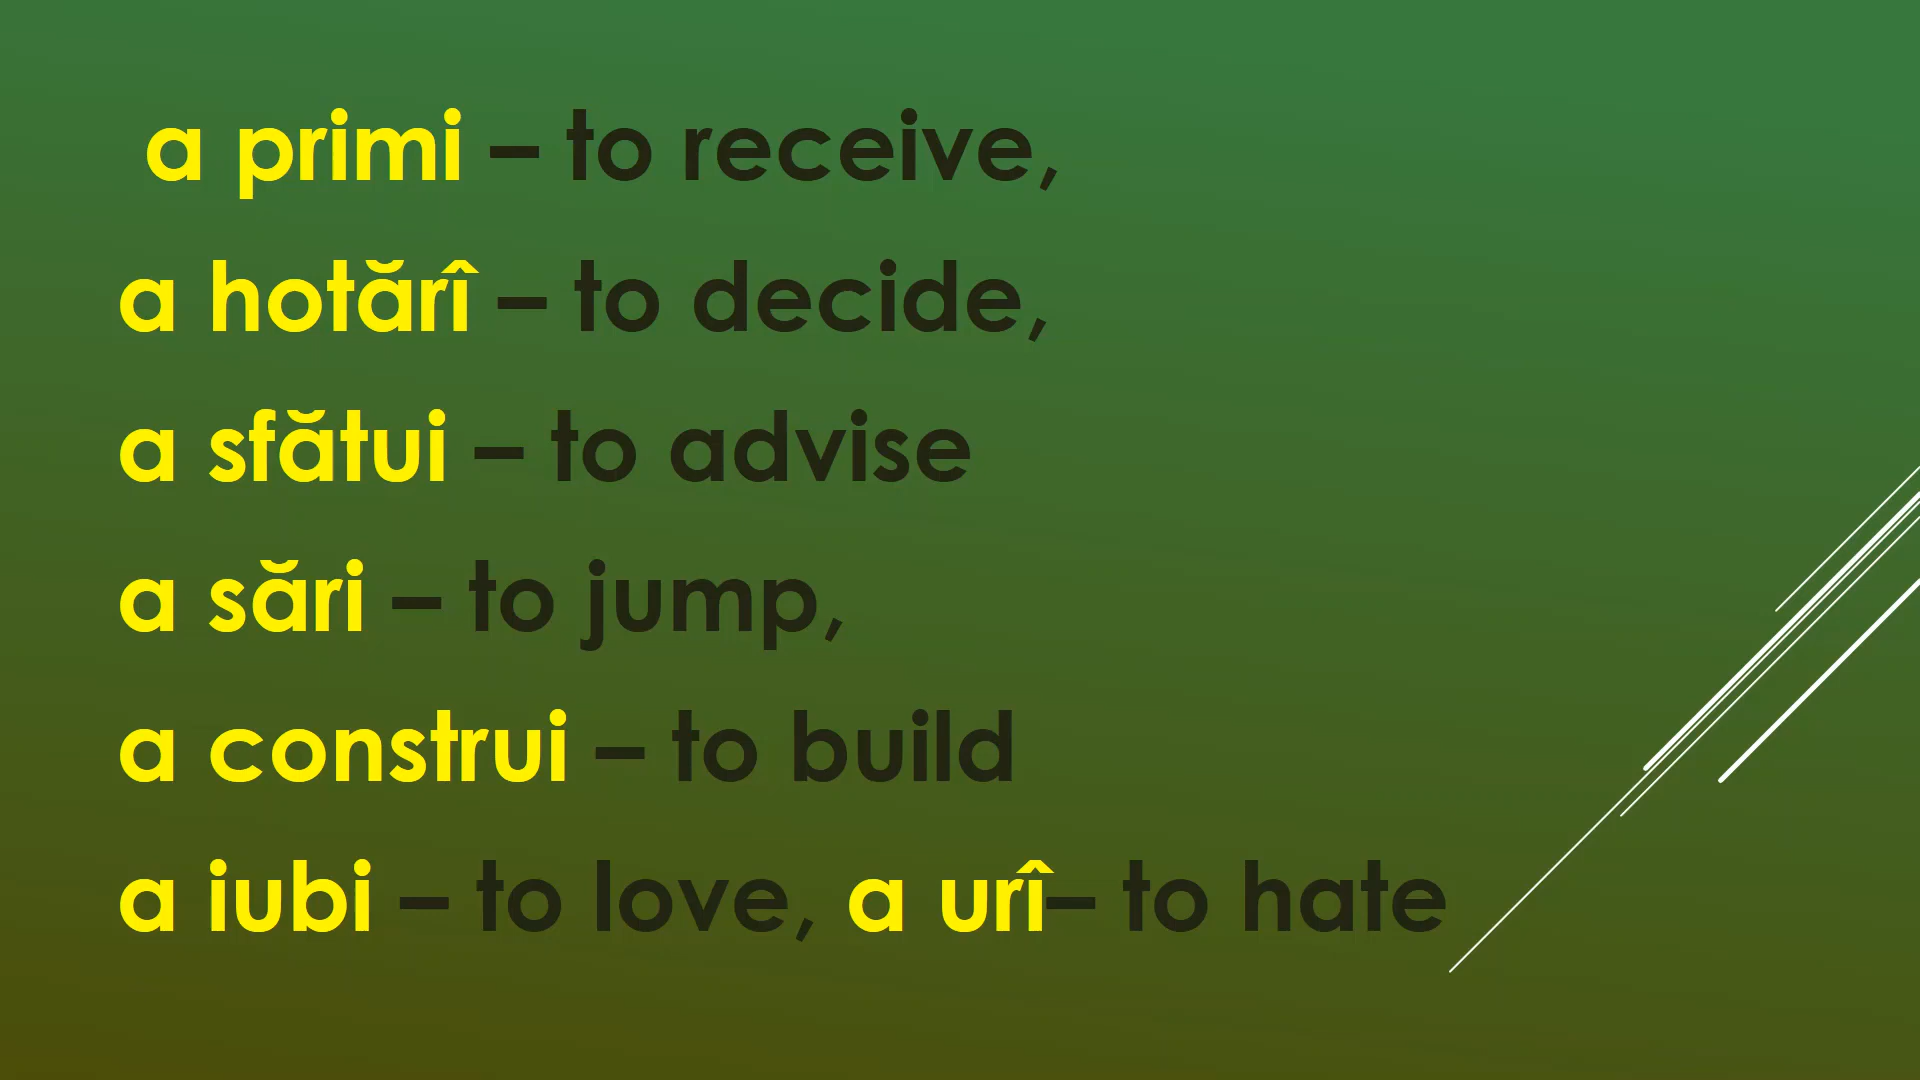 a primi – to receive,
a hotărî – to decide,
a sfătui – to advise
a sări – to jump,
a construi – to build
a iubi – to love, a urî– to hate